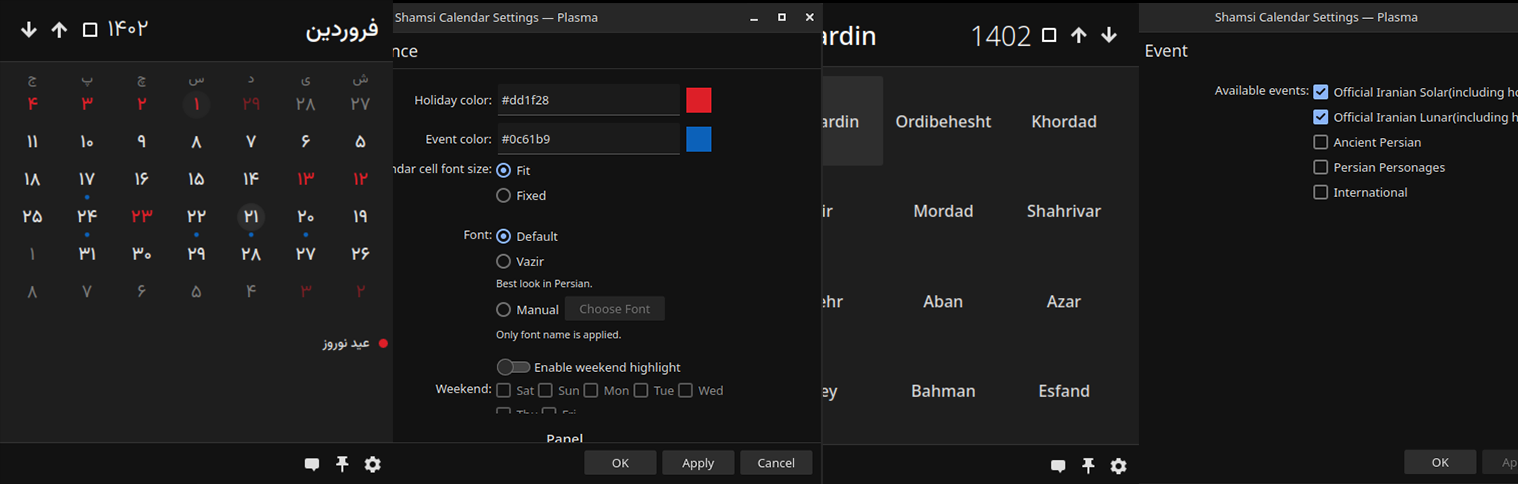 فروردین ۱۴۰۲
ش ی د س چ پ ج
۲۷ ۲۸ ۲۹ ۱ ۲ ۳ ۴
۵ ۶ ۷ ۸ ۹ ۱۰ ۱۱
۱۲ ۱۳ ۱۴ ۱۵ ۱۶ ۱۷ ۱۸
۱۹ ۲۰ ۲۱ ۲۲ ۲۳ ۲۴ ۲۵
۲۶ ۲۷ ۲۸ ۲۹ ۳۰ ۳۱ ۱
۲ ۳ ۴ ۵ ۶ ۷ ۸
عید نوروز
Shamsi Calendar Settings — Plasma
nce
Holiday color: #dd1f28
Event color: #0c61b9
ndar cell font size: Fit
Fixed
Font: Default
Vazir
Best look in Persian.
Manual Choose Font
Only font name is applied.
Enable weekend highlight
Weekend: Sat Sun Mon Tue Wed
Thu Fri
Panel
OK Apply Cancel
ardin 1402
ardin Ordibehesht Khordad
ir Mordad Shahrivar
ehr Aban Azar
ey Bahman Esfand
Shamsi Calendar Settings — Plasma
Event
Available events: Official Iranian Solar(including ho
Official Iranian Lunar(including h
Ancient Persian
Persian Personages
International
OK Ap